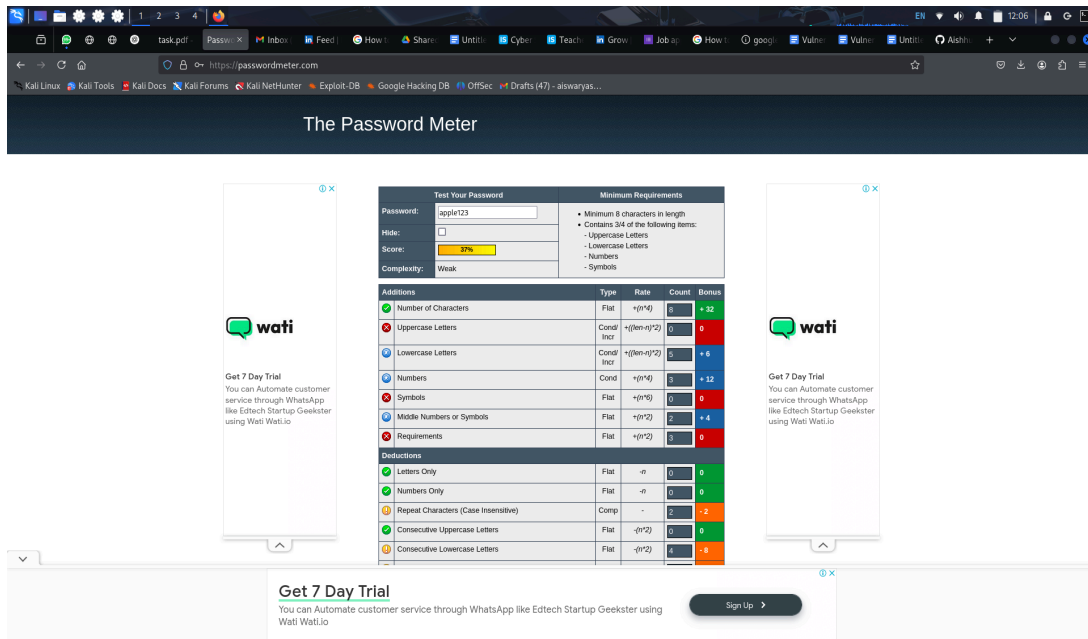 1 2 3 4
EN 12:06
task.pdf - Passwo× Inbox in Feed | How to Share Untitle IS Cyber IS Teach in Grow Job ap How t googl Vulner Vulner Untitle Aishh +
https://passwordmeter.com
Kali Linux Kali Tools Kali Docs Kali Forums Kali NetHunter Exploit-DB Google Hacking DB OffSec Drafts (47) - aiswaryas...
The Password Meter
Test Your Password Minimum Requirements
Password: apple123
Hide:
Score: 37%
Complexity: Weak
• Minimum 8 characters in length
• Contains 3/4 of the following items:
- Uppercase Letters
- Lowercase Letters
- Numbers
- Symbols
Additions Type Rate Count Bonus
Number of Characters Flat +(n*4) 8 + 32
Uppercase Letters Cond/Incr +((len-n)*2) 0 0
Lowercase Letters Cond/Incr +((len-n)*2) 5 + 6
Numbers Cond +(n*4) 3 + 12
Symbols Flat +(n*6) 0 0
Middle Numbers or Symbols Flat +(n*2) 2 + 4
Requirements Flat +(n*2) 3 0
Deductions
Letters Only Flat -n 0 0
Numbers Only Flat -n 0 0
Repeat Characters (Case Insensitive) Comp - 2 - 2
Consecutive Uppercase Letters Flat -(n*2) 0 0
Consecutive Lowercase Letters Flat -(n*2) 4 - 8
wati
Get 7 Day Trial
You can Automate customer
service through WhatsApp
like Edtech Startup Geekster
using Wati Wati.io
wati
Get 7 Day Trial
You can Automate customer
service through WhatsApp
like Edtech Startup Geekster
using Wati Wati.io
Get 7 Day Trial
You can Automate customer service through WhatsApp like Edtech Startup Geekster using
Wati Wati.io
Sign Up